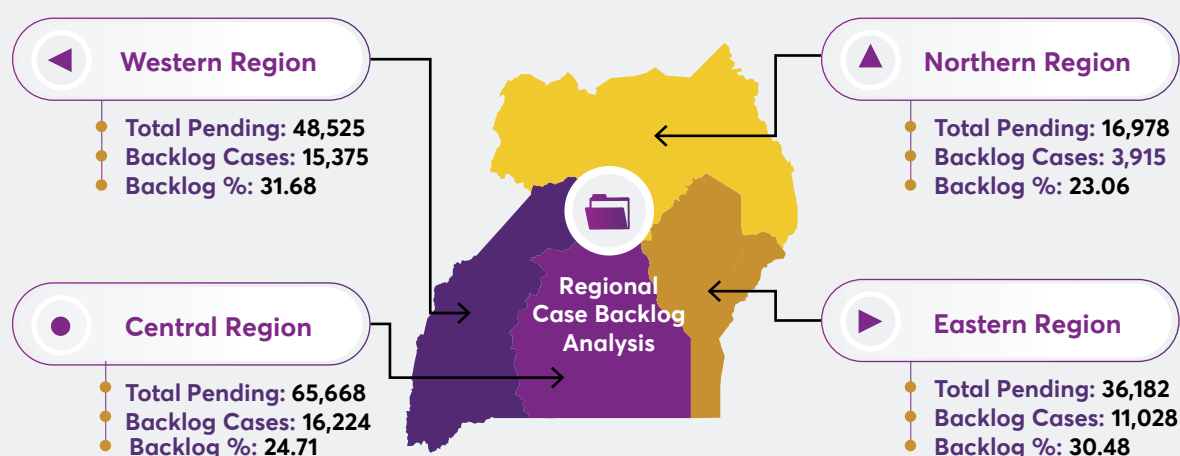 Western Region
Total Pending: 48,525
Backlog Cases: 15,375
Backlog %: 31.68
Northern Region
Total Pending: 16,978
Backlog Cases: 3,915
Backlog %: 23.06
Regional
Case Backlog
Analysis
Central Region
Total Pending: 65,668
Backlog Cases: 16,224
Backlog %: 24.71
Eastern Region
Total Pending: 36,182
Backlog Cases: 11,028
Backlog %: 30.48